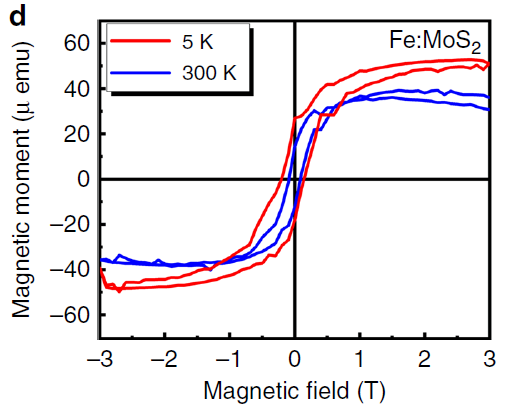 d
Fe:MoS₂
5 K
300 K
Magnetic moment (μ emu)
60
40
20
0
−20
−40
−60
−3 −2 −1 0 1 2 3
Magnetic field (T)